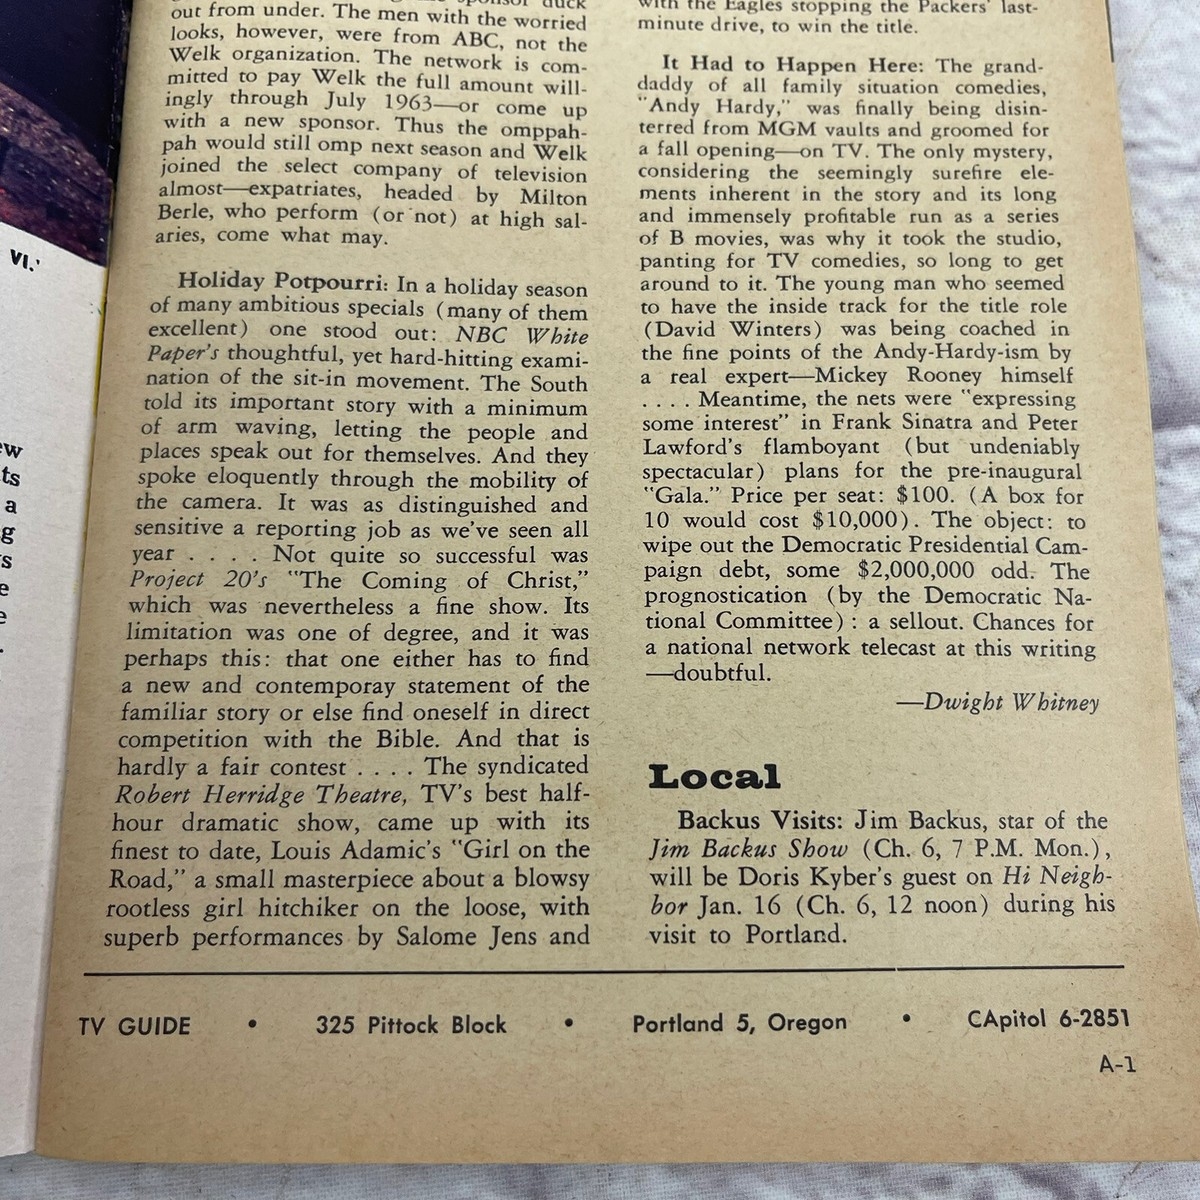 VI.'
ew
ts
a
g
s
e
e
.
sponsor duck
out from under. The men with the worried
looks, however, were from ABC, not the
Welk organization. The network is com-
mitted to pay Welk the full amount will-
ingly through July 1963—or come up
with a new sponsor. Thus the omppah-
pah would still omp next season and Welk
joined the select company of television
almost—expatriates, headed by Milton
Berle, who perform (or not) at high sal-
aries, come what may.
Holiday Potpourri: In a holiday season
of many ambitious specials (many of them
excellent) one stood out: NBC White
Paper's thoughtful, yet hard-hitting exami-
nation of the sit-in movement. The South
told its important story with a minimum
of arm waving, letting the people and
places speak out for themselves. And they
spoke eloquently through the mobility of
the camera. It was as distinguished and
sensitive a reporting job as we've seen all
year . . . . Not quite so successful was
Project 20's "The Coming of Christ,"
which was nevertheless a fine show. Its
limitation was one of degree, and it was
perhaps this: that one either has to find
a new and contemporay statement of the
familiar story or else find oneself in direct
competition with the Bible. And that is
hardly a fair contest . . . . The syndicated
Robert Herridge Theatre, TV's best half-
hour dramatic show, came up with its
finest to date, Louis Adamic's "Girl on the
Road," a small masterpiece about a blowsy
rootless girl hitchiker on the loose, with
superb performances by Salome Jens and
with the Eagles stopping the Packers' last-
minute drive, to win the title.
It Had to Happen Here: The grand-
daddy of all family situation comedies,
"Andy Hardy," was finally being disin-
terred from MGM vaults and groomed for
a fall opening—on TV. The only mystery,
considering the seemingly surefire ele-
ments inherent in the story and its long
and immensely profitable run as a series
of B movies, was why it took the studio,
panting for TV comedies, so long to get
around to it. The young man who seemed
to have the inside track for the title role
(David Winters) was being coached in
the fine points of the Andy-Hardy-ism by
a real expert—Mickey Rooney himself
. . . . Meantime, the nets were "expressing
some interest" in Frank Sinatra and Peter
Lawford's flamboyant (but undeniably
spectacular) plans for the pre-inaugural
"Gala." Price per seat: $100. (A box for
10 would cost $10,000). The object: to
wipe out the Democratic Presidential Cam-
paign debt, some $2,000,000 odd. The
prognostication (by the Democratic Na-
tional Committee) : a sellout. Chances for
a national network telecast at this writing
—doubtful.
—Dwight Whitney
Local
Backus Visits: Jim Backus, star of the
Jim Backus Show (Ch. 6, 7 P.M. Mon.),
will be Doris Kyber's guest on Hi Neigh-
bor Jan. 16 (Ch. 6, 12 noon) during his
visit to Portland.
TV GUIDE • 325 Pittock Block • Portland 5, Oregon • CApitol 6-2851
A-1